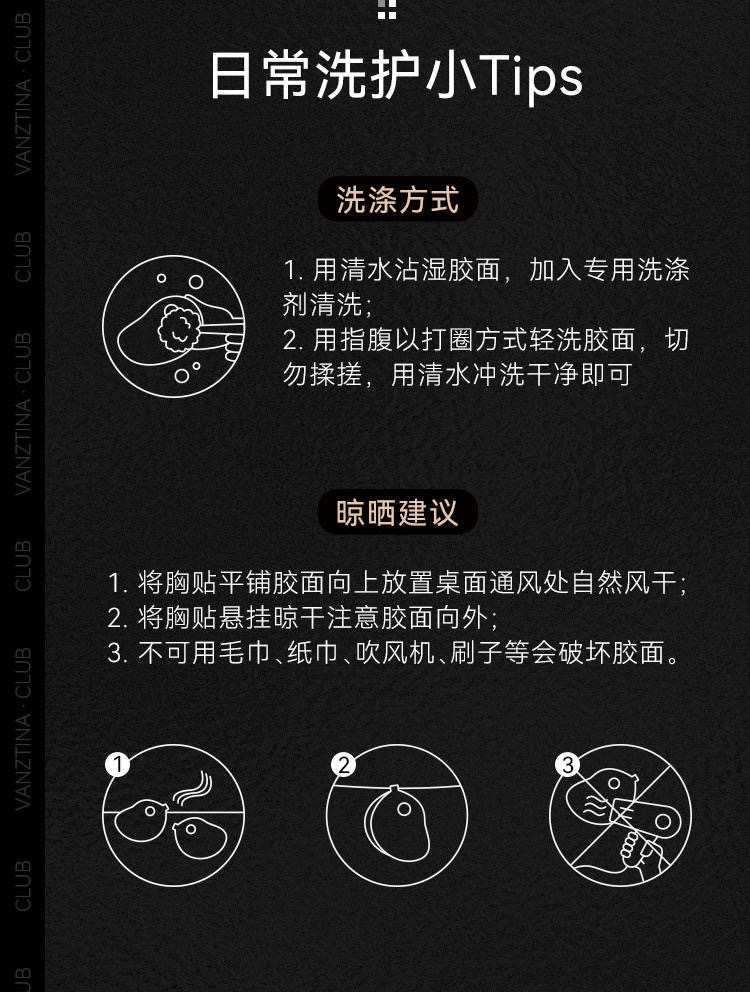 日常洗护小Tips
洗涤方式
1. 用清水沾湿胶面，加入专用洗涤
剂清洗；
2. 用指腹以打圈方式轻洗胶面，切
勿揉搓，用清水冲洗干净即可
晾晒建议
1. 将胸贴平铺胶面向上放置桌面通风处自然风干；
2. 将胸贴悬挂晾干注意胶面向外；
3. 不可用毛巾、纸巾、吹风机、刷子等会破坏胶面。
1
2
3
VANZTINA · CLUB
CLUB
VANZTINA · CLUB
CLUB
VANZTINA · CLUB
CLUB
UB